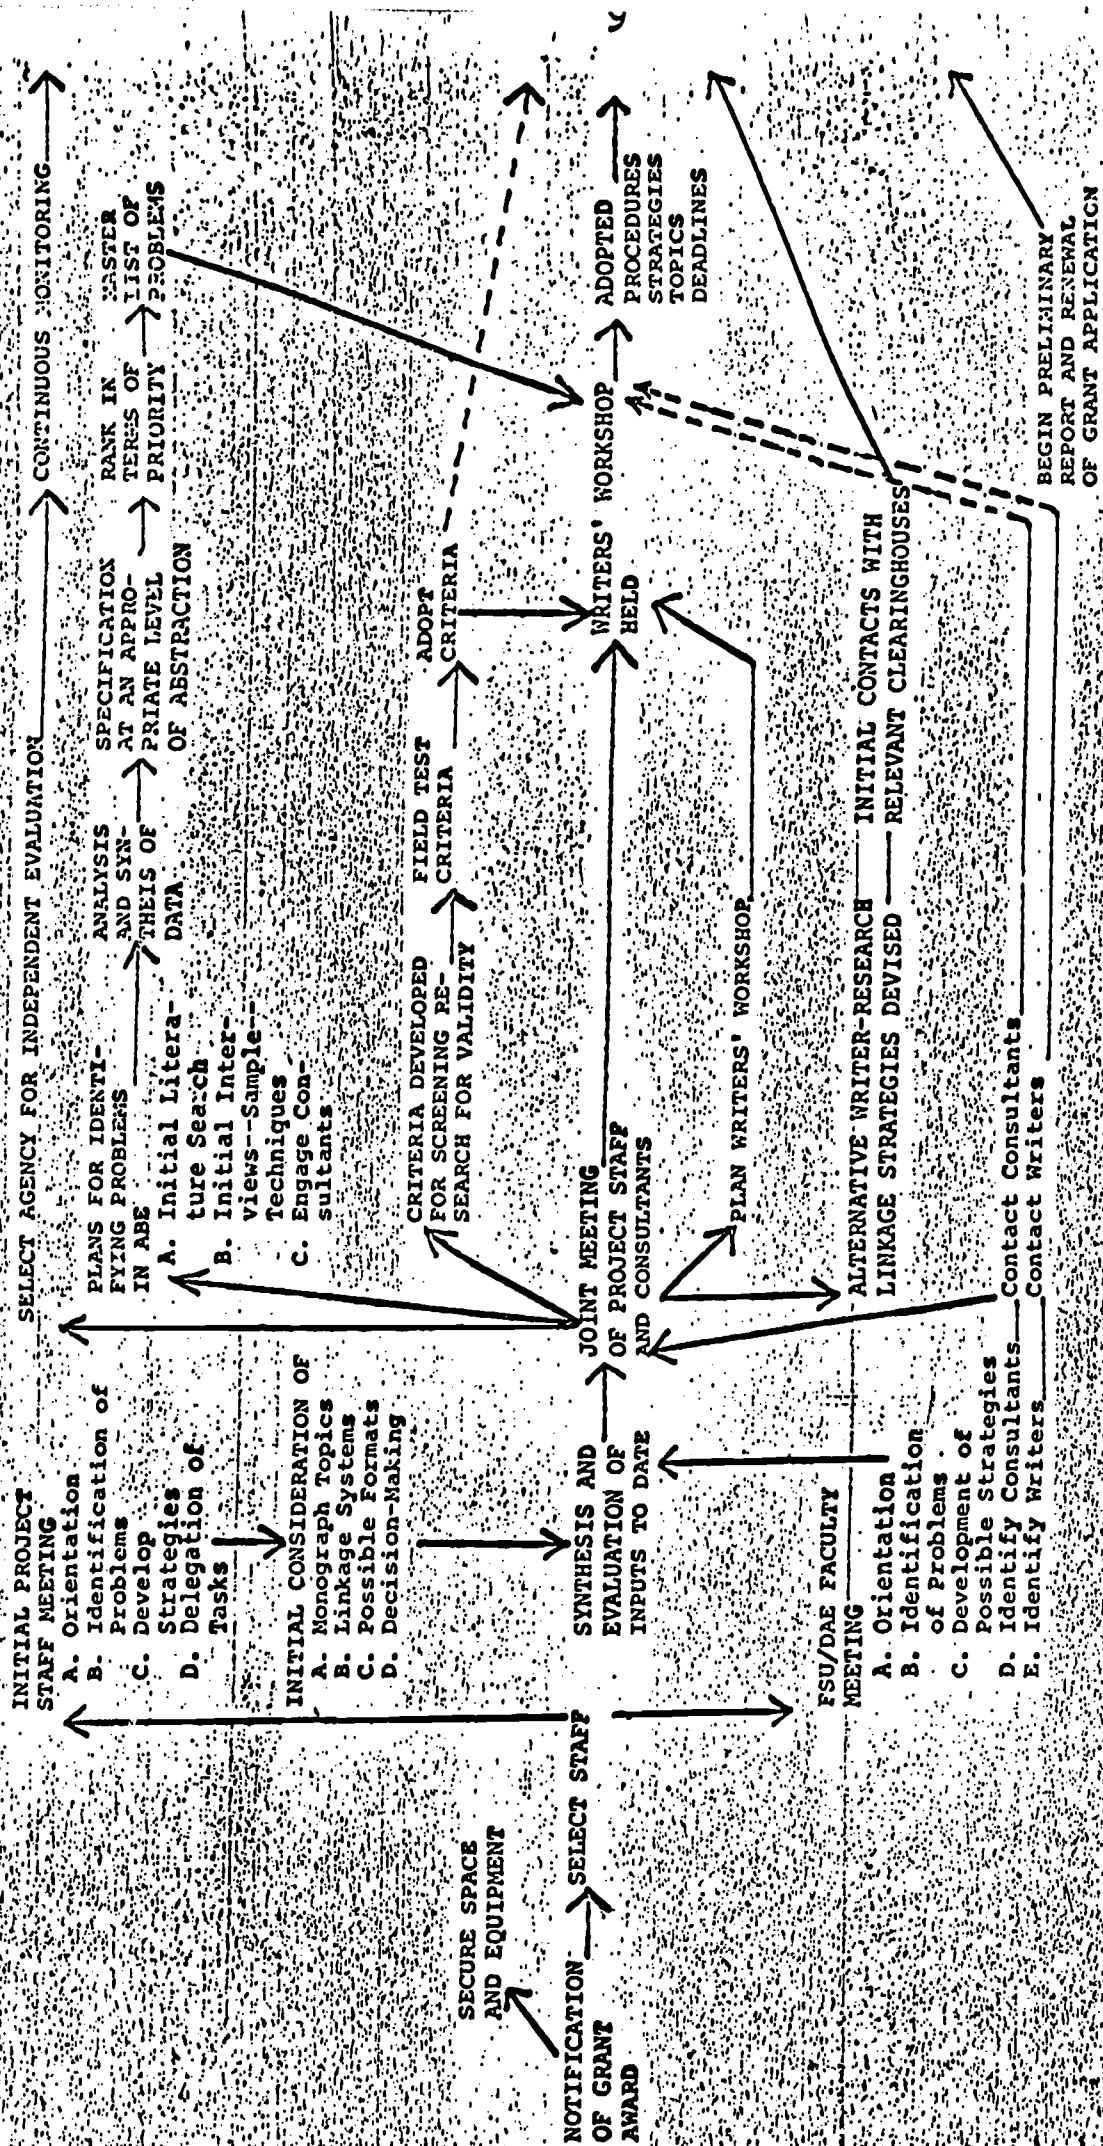 NOTIFICATION
OF GRANT
AWARD
SECURE SPACE
AND EQUIPMENT
SELECT STAFF
INITIAL PROJECT
STAFF MEETING
A. Orientation
B. Identification of
Problems
C. Develop
Strategies
D. Delegation of
Tasks
INITIAL CONSIDERATION OF
A. Monograph Topics
B. Linkage Systems
C. Possible Formats
D. Decision-Making
SYNTHESIS AND
EVALUATION OF
INPUTS TO DATE
FSU/DAE FACULTY
MEETING
A. Orientation
B. Identification
of Problems
C. Development of
Possible Strategies
D. Identify Consultants
E. Identify Writers
Contact Consultants
Contact Writers
JOINT MEETING
OF PROJECT STAFF
AND CONSULTANTS
SELECT AGENCY FOR INDEPENDENT EVALUATION
CONTINUOUS MONITORING
PLANS FOR IDENTI-
FYING PROBLEMS
IN ABE
A. Initial Litera-
ture Search
B. Initial Inter-
views--Sample--
Techniques
C. Engage Con-
sultants
ANALYSIS
AND SYN-
THEIS OF
DATA
SPECIFICATION
AT AN APPRO-
PRIATE LEVEL
OF ABSTRACTION
RANK IN
TERMS OF
PRIORITY
MASTER
LIST OF
PROBLEMS
CRITERIA DEVELOPED
FOR SCREENING RE-
SEARCH FOR VALIDITY
FIELD TEST
CRITERIA
ADOPT
CRITERIA
WRITERS' WORKSHOP
HELD
ADOPTED
PROCEDURES
STRATEGIES
TOPICS
DEADLINES
PLAN WRITERS' WORKSHOP
ALTERNATIVE WRITER-RESEARCH
LINKAGE STRATEGIES DEVISED
INITIAL CONTACTS WITH
RELEVANT CLEARINGHOUSES
BEGIN PRELIMINARY
REPORT AND RENEWAL
OF GRANT APPLICATION